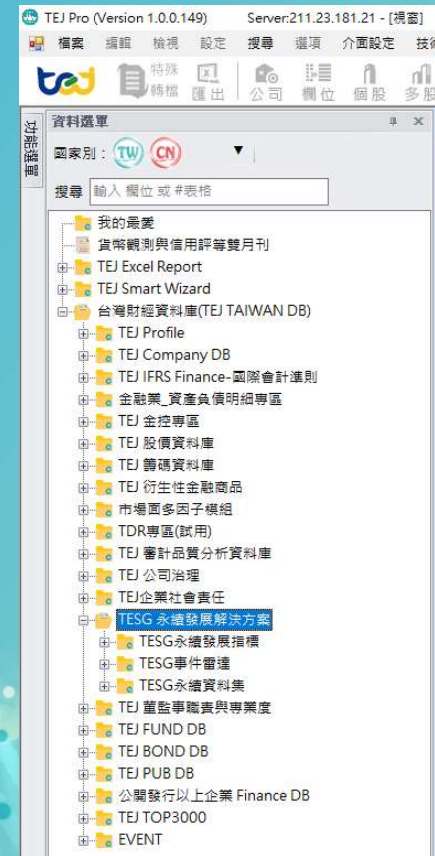 TEJ Pro (Version 1.0.0.149) Server:211.23.181.21 - [視窗]
檔案 編輯 檢視 設定 搜尋 選項 介面設定
tej 特殊轉檔 匯出 公司 欄位 個股
功能選單
資料選單
國家別： TW CN
搜尋 輸入 欄位 或 #表格
我的最愛
貨幣觀測與信用評等雙月刊
TEJ Excel Report
TEJ Smart Wizard
台灣財經資料庫(TEJ TAIWAN DB)
TEJ Profile
TEJ Company DB
TEJ IFRS Finance-國際會計準則
金融業_資產負債明細專區
TEJ 金控專區
TEJ 股價資料庫
TEJ 籌碼資料庫
TEJ 衍生性金融商品
市場面多因子模組
TDR專區(試用)
TEJ 審計品質分析資料庫
TEJ 公司治理
TEJ企業社會責任
TESG 永續發展解決方案
TESG永續發展指標
TESG事件雷達
TESG永續資料集
TEJ 董監事職責與專業度
TEJ FUND DB
TEJ BOND DB
TEJ PUB DB
公開發行以上企業 Finance DB
TEJ TOP3000
EVENT